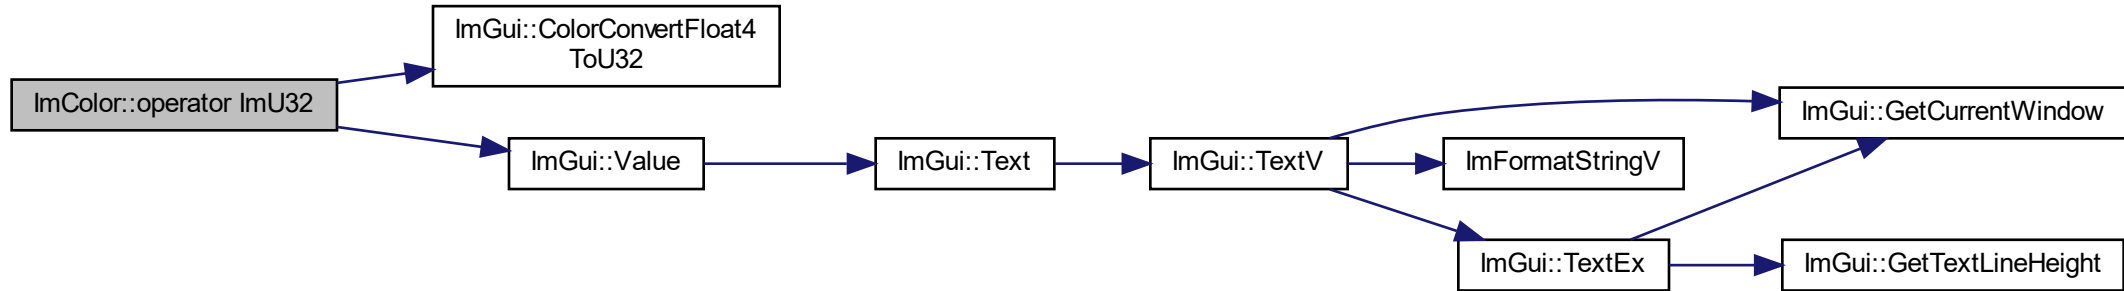 ImColor::operator ImU32
ImGui::ColorConvertFloat4
ToU32
ImGui::Value
ImGui::Text
ImGui::TextV
ImGui::GetCurrentWindow
ImFormatStringV
ImGui::TextEx
ImGui::GetTextLineHeight